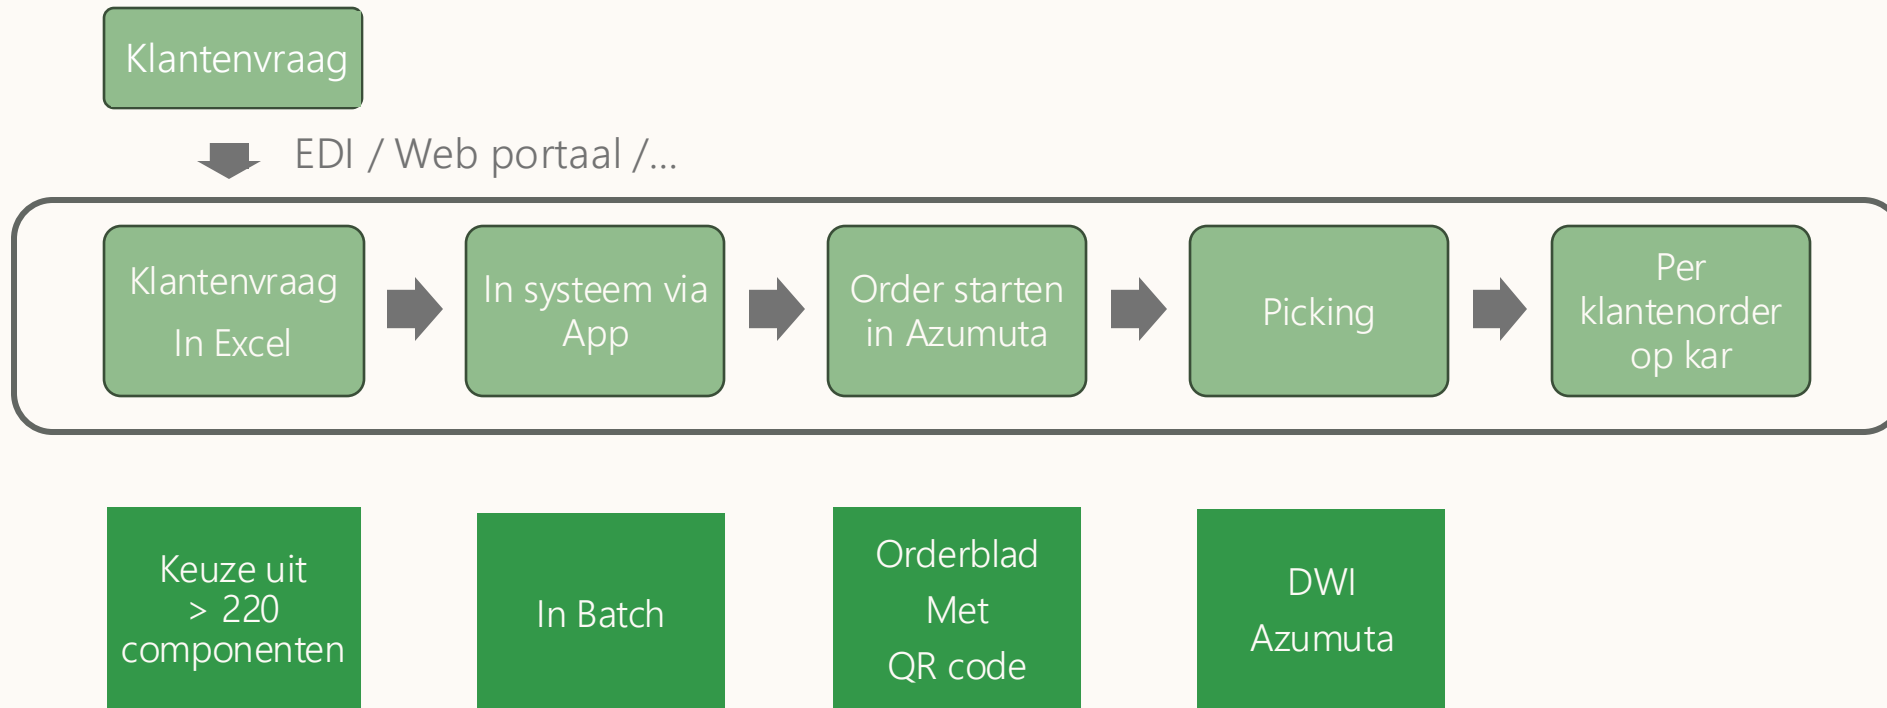 Klantenvraag
EDI / Web portaal /...
Klantenvraag
In Excel
In systeem via
App
Order starten
in Azumuta
Picking
Per
klantenorder
op kar
Keuze uit
> 220
componenten
In Batch
Orderblad
Met
QR code
DWI
Azumuta